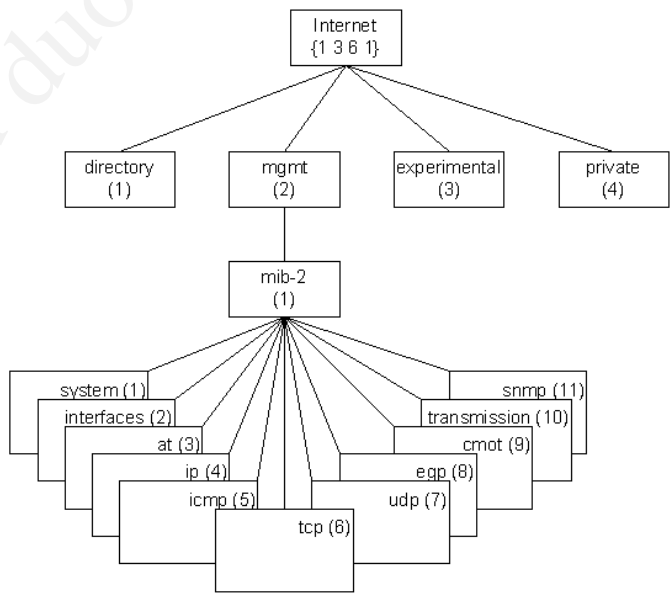 Internet
{1 3 6 1}
directory
(1)
mgmt
(2)
experimental
(3)
private
(4)
mib-2
(1)
system (1)
interfaces (2)
at (3)
ip (4)
icmp (5)
tcp (6)
udp (7)
egp (8)
cmot (9)
transmission (10)
snmp (11)
duo